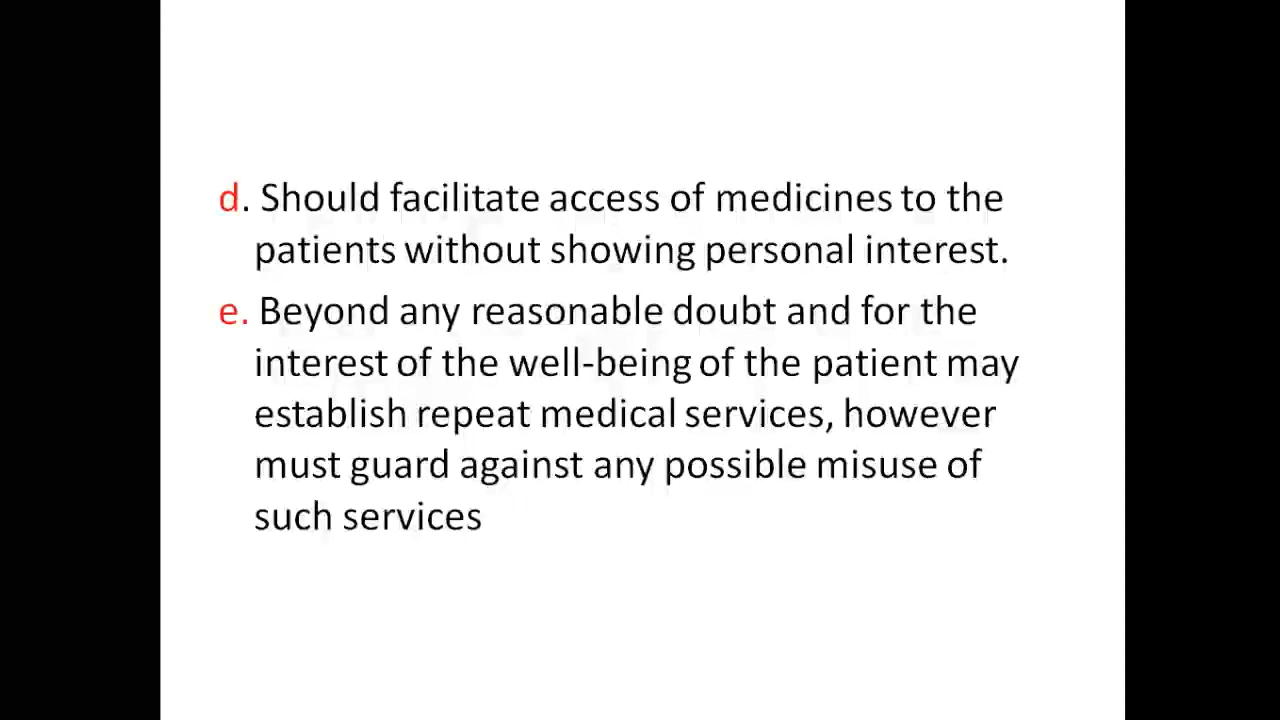 d. Should facilitate access of medicines to the
patients without showing personal interest.
e. Beyond any reasonable doubt and for the
interest of the well-being of the patient may
establish repeat medical services, however
must guard against any possible misuse of
such services